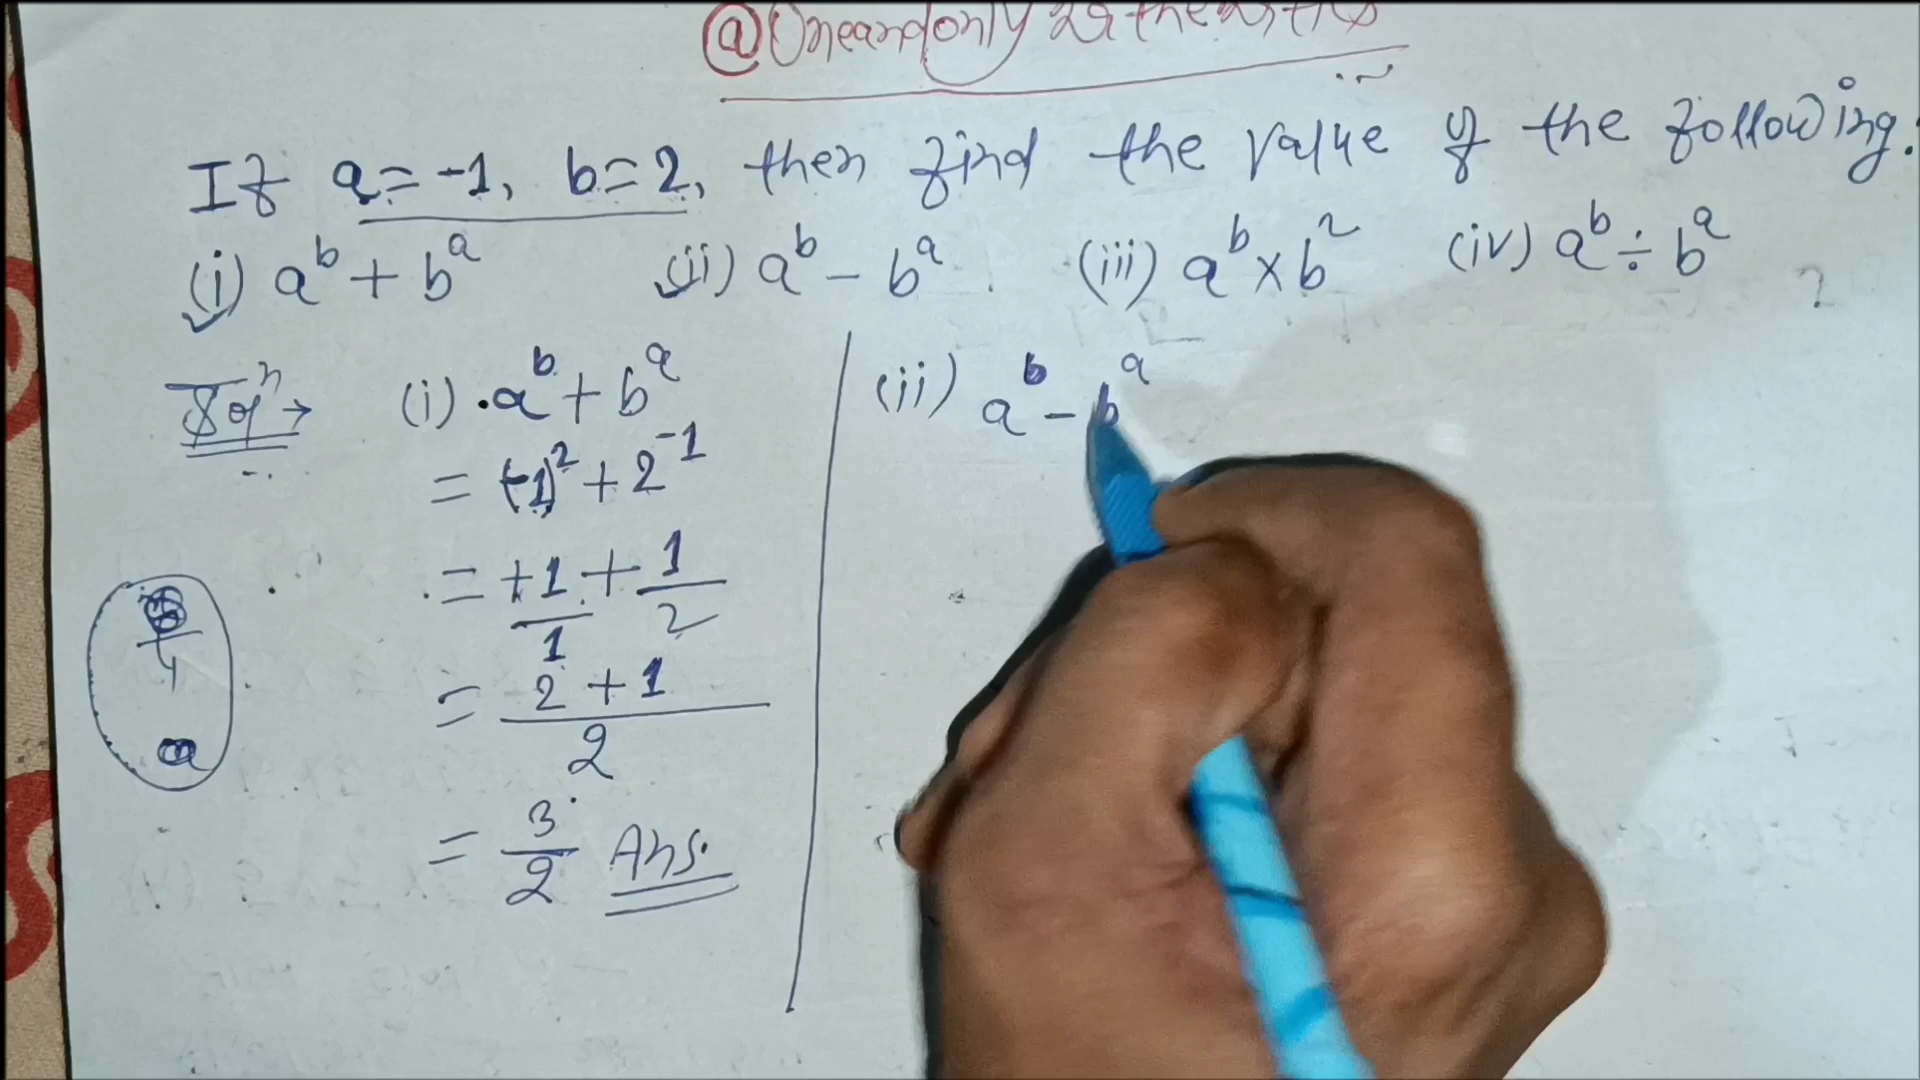 If a=-1, b=2, then find the value of the following:
(i) a^b + b^a (ii) a^b - b^a (iii) a^b × b^2 (iv) a^b ÷ b^a
Sol^n → (i) a^b + b^a
= (-1)^2 + 2^-1
= +1/1 + 1/2
= 2+1/2
= 3/2 Ans.
a
(ii) a^b - b^a